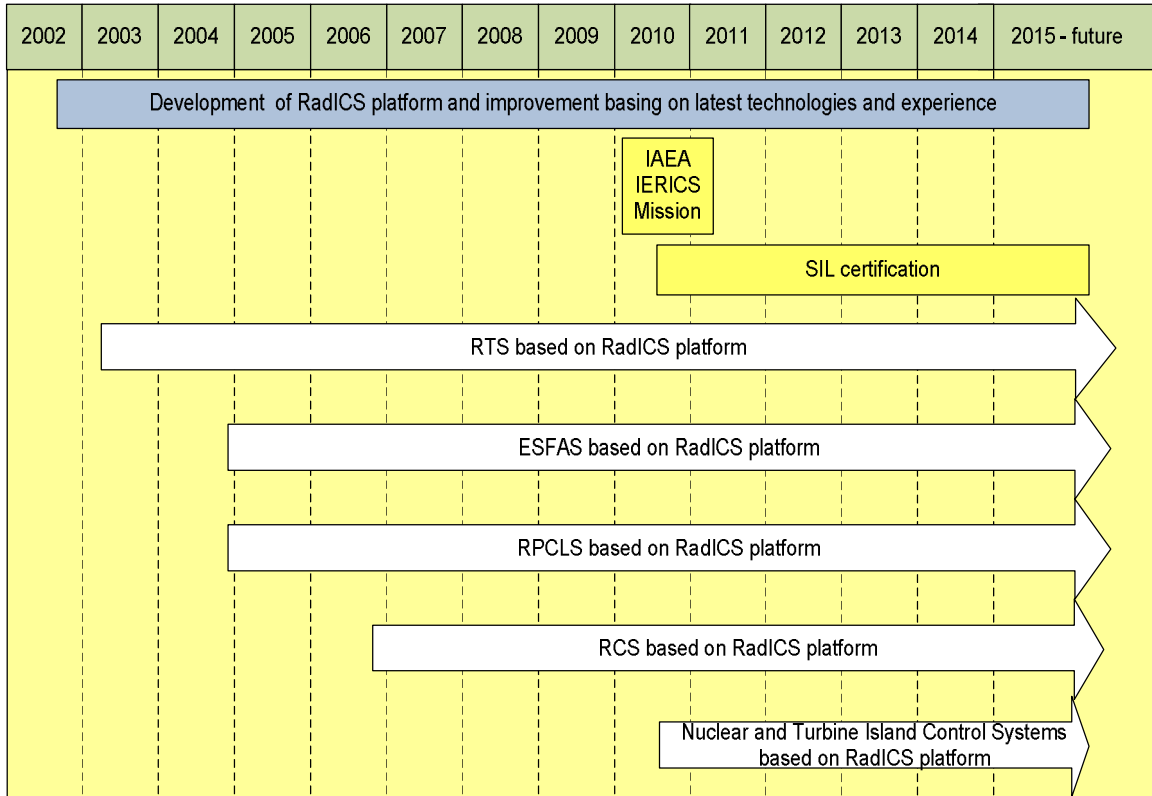 2002 2003 2004 2005 2006 2007 2008 2009 2010 2011 2012 2013 2014 2015 - future
Development of RadICS platform and improvement basing on latest technologies and experience
IAEA
IERICS
Mission
SIL certification
RTS based on RadICS platform
ESFAS based on RadICS platform
RPCLS based on RadICS platform
RCS based on RadICS platform
Nuclear and Turbine Island Control Systems
based on RadICS platform